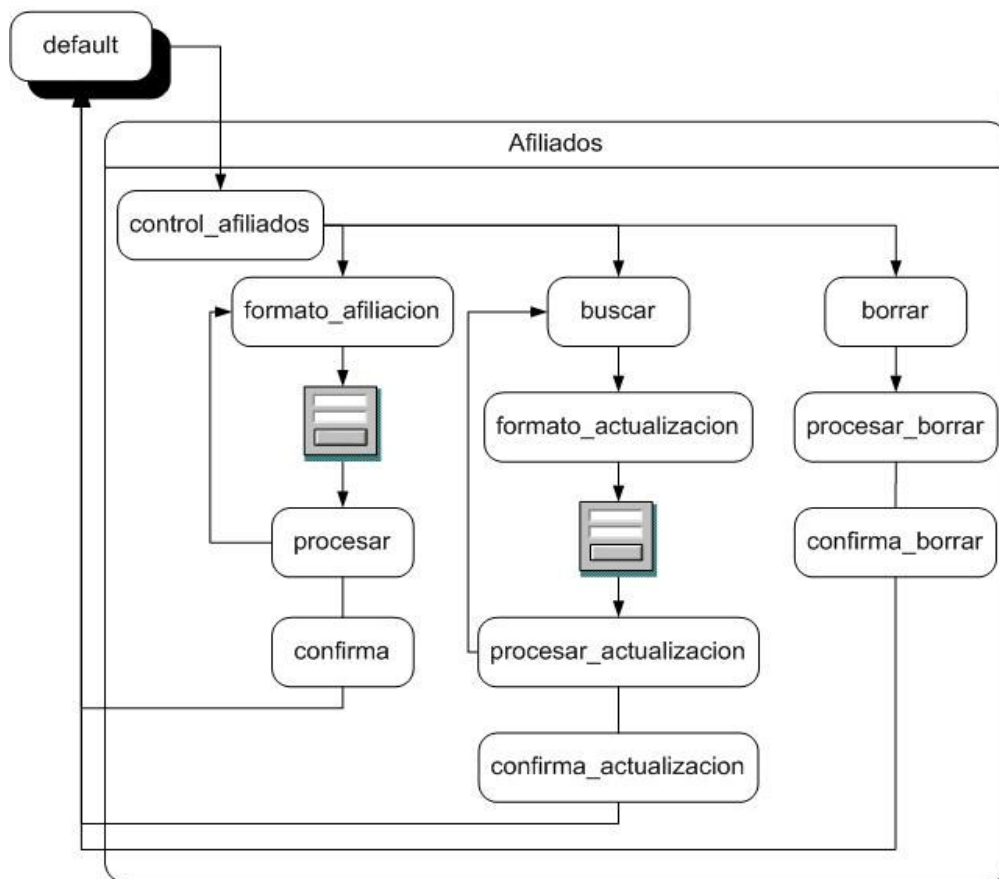 default
Afiliados
control_afiliados
formato_afiliacion
buscar
borrar
formato_actualizacion
procesar_borrar
procesar
confirma_borrar
confirma
procesar_actualizacion
confirma_actualizacion